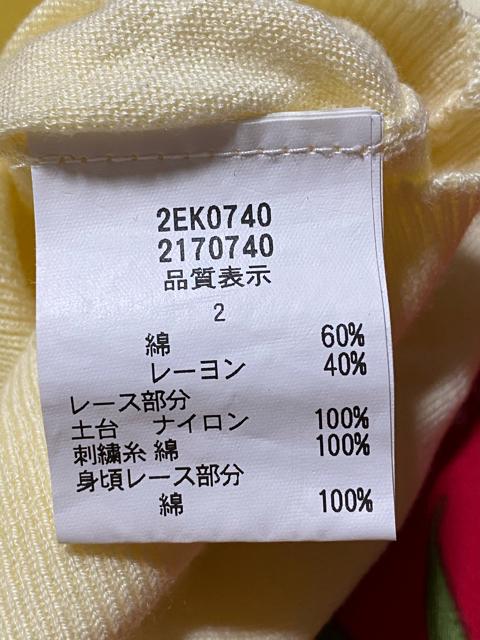 2EK0740
2170740
品質表示
2
綿 60%
レーヨン 40%
レース部分
土台 ナイロン 100%
刺繍糸 綿 100%
身頃レース部分
綿 100%